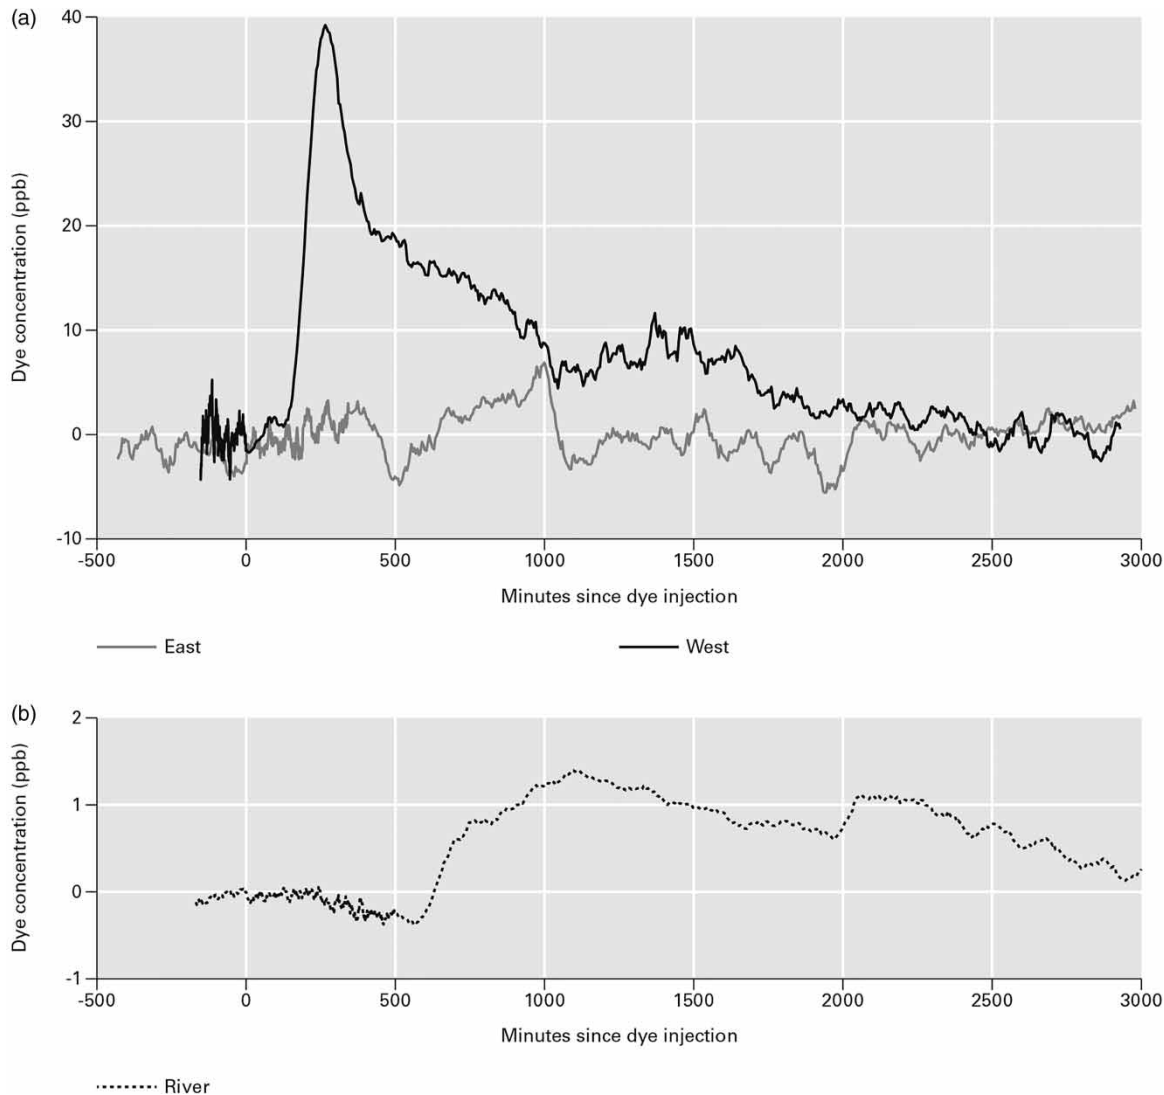 (a)
40
30
20
10
0
-10
Dye concentration (ppb)
-500 0 500 1000 1500 2000 2500 3000
Minutes since dye injection
East West
(b)
2
1
0
-1
Dye concentration (ppb)
-500 0 500 1000 1500 2000 2500 3000
Minutes since dye injection
River